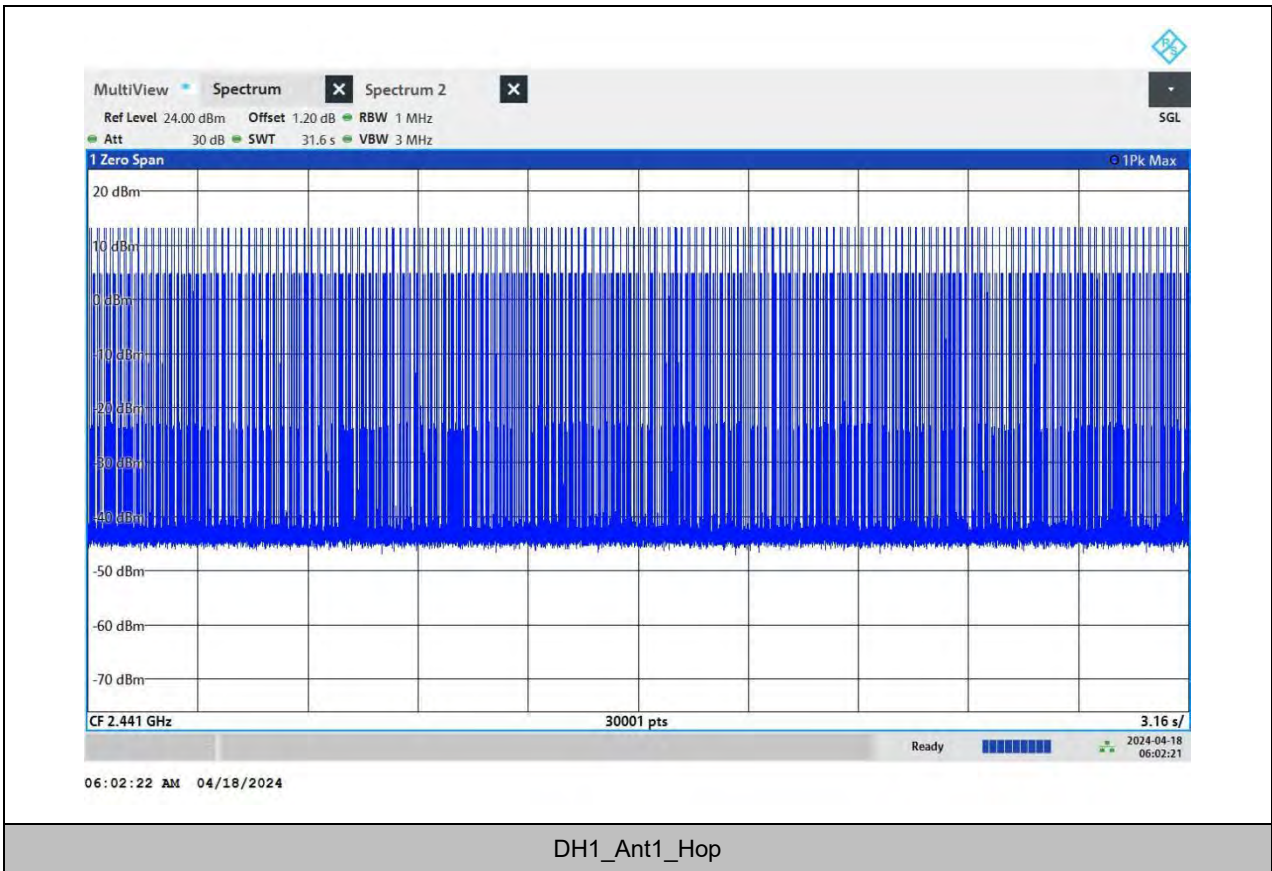 R&S
MultiView Spectrum X Spectrum 2 X
Ref Level 24.00 dBm Offset 1.20 dB RBW 1 MHz SGL
Att 30 dB SWT 31.6 s VBW 3 MHz
1 Zero Span 1Pk Max
20 dBm
10 dBm
0 dBm
-10 dBm
-20 dBm
-30 dBm
-40 dBm
-50 dBm
-60 dBm
-70 dBm
CF 2.441 GHz 30001 pts 3.16 s/
Ready 2024-04-18
06:02:21
06:02:22 AM 04/18/2024
DH1_Ant1_Hop